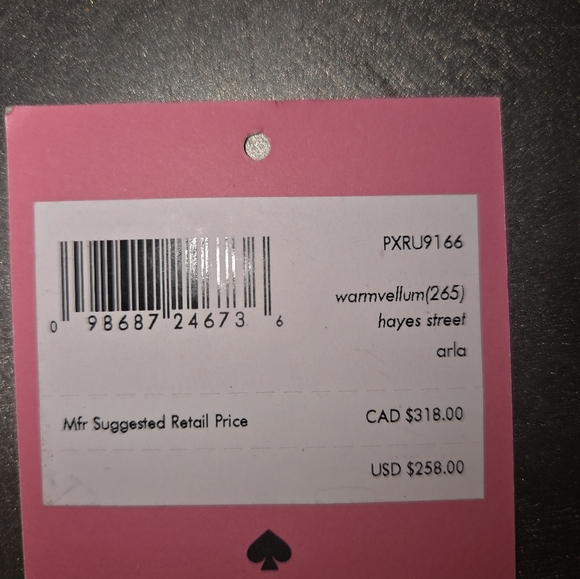 PXRU9166
0 98687 24673 6
warmvellum(265)
hayes street
arla
Mfr Suggested Retail Price CAD $318.00
USD $258.00